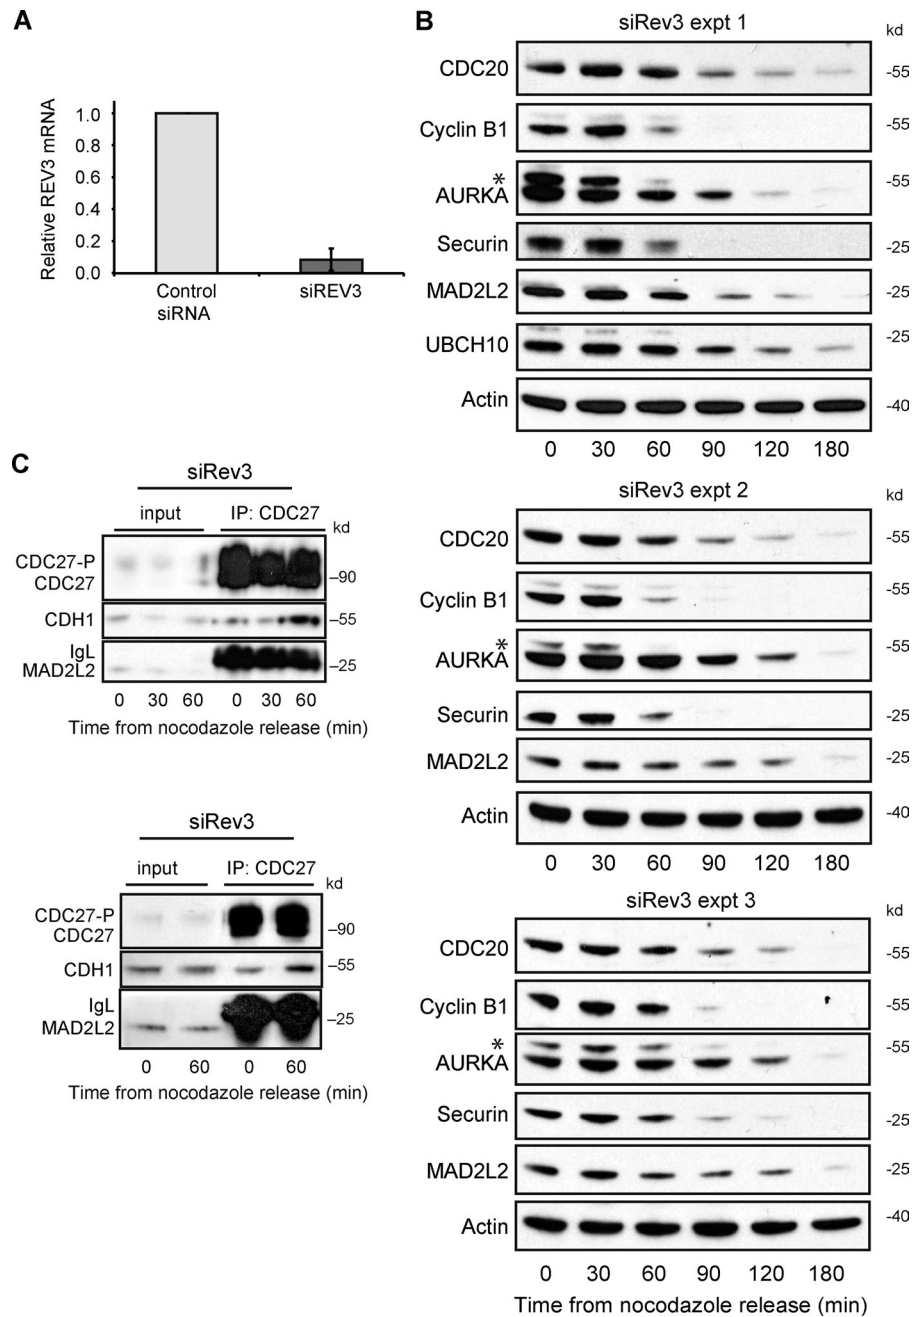 A
Relative REV3 mRNA
1.0
0.8
0.6
0.4
0.2
0.0
Control
siRNA
siREV3
B
siRev3 expt 1
kd
CDC20
-55
Cyclin B1
-55
*
AURKA
-55
Securin
-25
MAD2L2
-25
UBCH10
-25
Actin
-40
0 30 60 90 120 180
siRev3 expt 2
kd
CDC20
-55
Cyclin B1
-55
*
AURKA
-55
Securin
-25
MAD2L2
-25
Actin
-40
0 30 60 90 120 180
siRev3 expt 3
kd
CDC20
-55
Cyclin B1
-55
*
AURKA
-55
Securin
-25
MAD2L2
-25
Actin
-40
0 30 60 90 120 180
Time from nocodazole release (min)
C
siRev3
input IP: CDC27
kd
CDC27-P
CDC27
–90
CDH1
–55
IgL
MAD2L2
–25
0 30 60 0 30 60
Time from nocodazole release (min)
siRev3
input IP: CDC27
kd
CDC27-P
CDC27
–90
CDH1
–55
IgL
MAD2L2
–25
0 60 0 60
Time from nocodazole release (min)